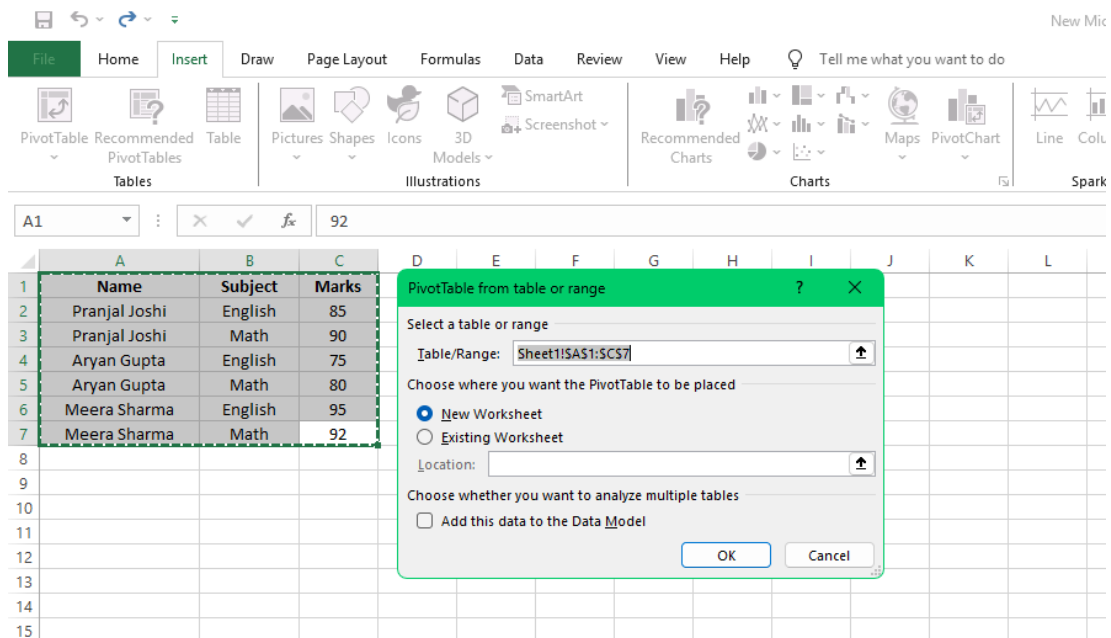 New Mic
File Home Insert Draw Page Layout Formulas Data Review View Help Tell me what you want to do
PivotTable Recommended PivotTables Table Pictures Shapes Icons 3D Models SmartArt Screenshot Recommended Charts Maps PivotChart Line Colu
Tables Illustrations Charts Spark
A1 fx 92
A B C D E F G H I J K L
1 Name Subject Marks
2 Pranjal Joshi English 85
3 Pranjal Joshi Math 90
4 Aryan Gupta English 75
5 Aryan Gupta Math 80
6 Meera Sharma English 95
7 Meera Sharma Math 92
8
9
10
11
12
13
14
15
PivotTable from table or range ?
Select a table or range
Table/Range: Sheet1!$A$1:$C$7
Choose where you want the PivotTable to be placed
New Worksheet
Existing Worksheet
Location:
Choose whether you want to analyze multiple tables
Add this data to the Data Model
OK Cancel